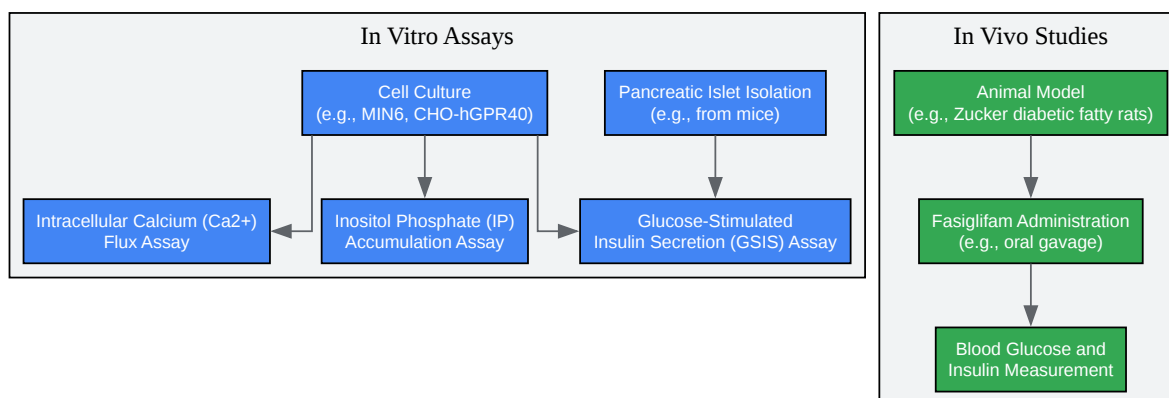 In Vitro Assays
Cell Culture
(e.g., MIN6, CHO-hGPR40)
Pancreatic Islet Isolation
(e.g., from mice)
Intracellular Calcium (Ca2+)
Flux Assay
Inositol Phosphate (IP)
Accumulation Assay
Glucose-Stimulated
Insulin Secretion (GSIS) Assay
In Vivo Studies
Animal Model
(e.g., Zucker diabetic fatty rats)
Fasiglifam Administration
(e.g., oral gavage)
Blood Glucose and
Insulin Measurement